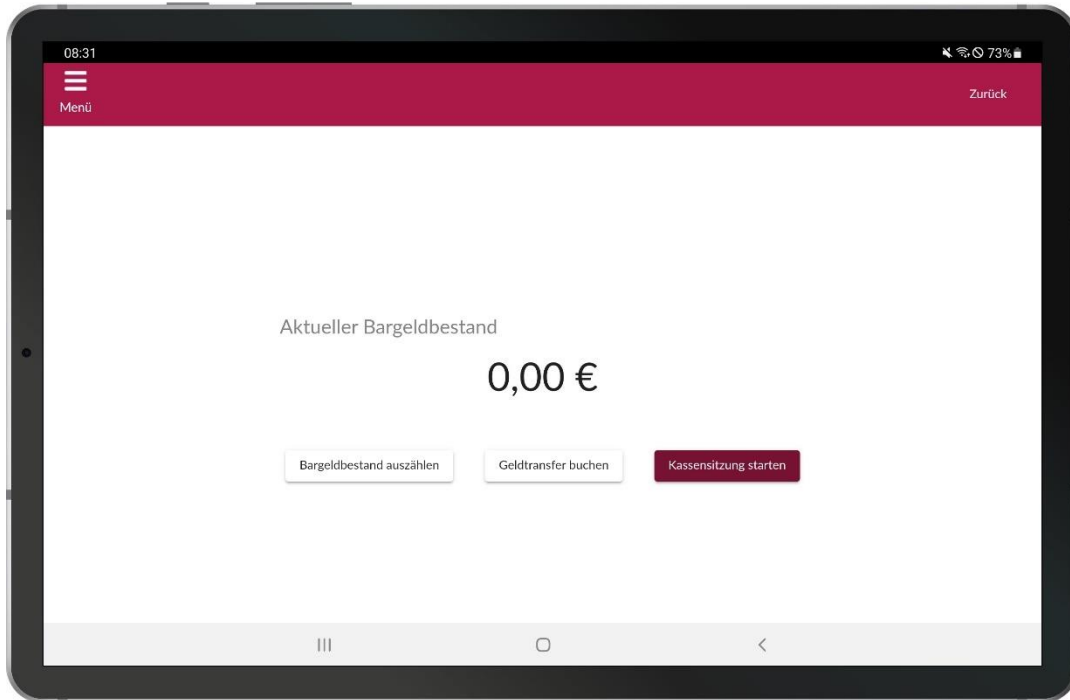 08:31
73%
Menü
Zurück
Aktueller Bargeldbestand
0,00 €
Bargeldbestand auszählen
Geldtransfer buchen
Kassensitzung starten